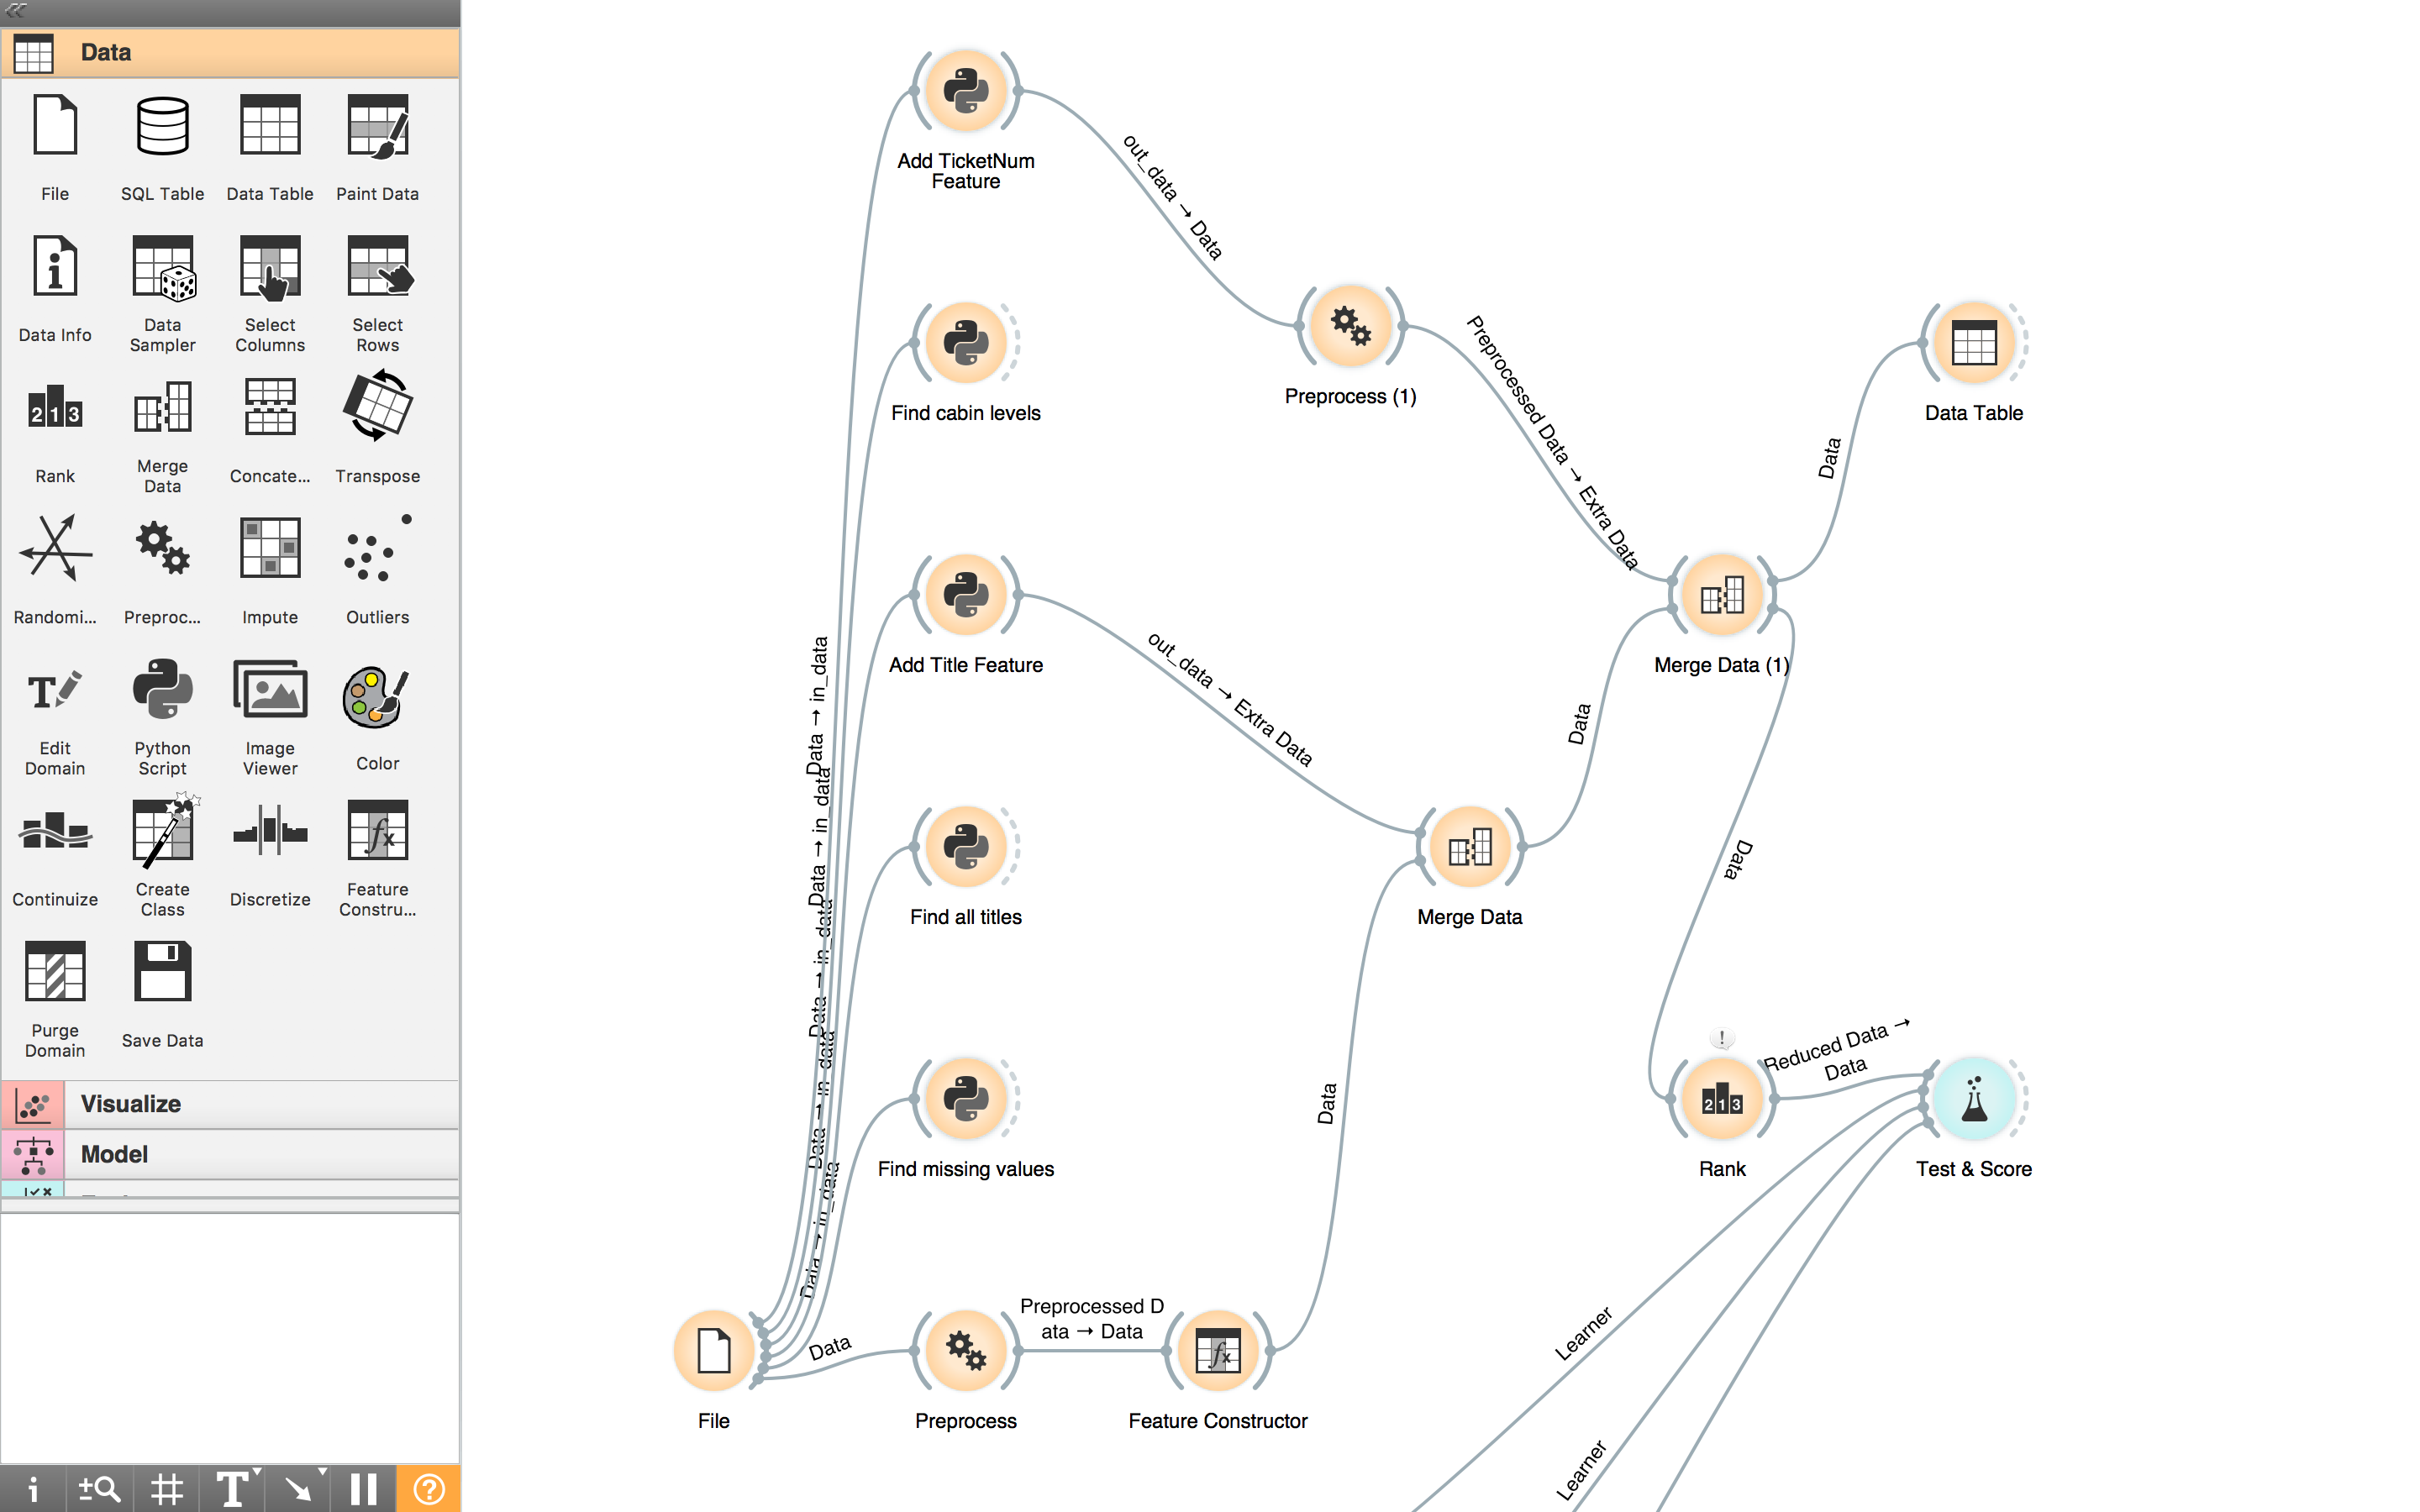 Data
File
SQL Table
Data Table
Paint Data
Data Info
Data
Sampler
Select
Columns
Select
Rows
213
Rank
Merge
Data
Concate...
Transpose
Randomi...
Preproc...
Impute
Outliers
T
Edit
Domain
Python
Script
Image
Viewer
Color
Continuize
Create
Class
Discretize
fx
Feature
Constru...
Purge
Domain
Save Data
Visualize
Model
i
±
T
?
Add TicketNum
Feature
out_data → Data
Find cabin levels
Preprocess (1)
Preprocessed Data → Extra Data
Data Table
Data
Add Title Feature
out_data → Extra Data
Merge Data (1)
Data
Data
Data → in_data
Data → in_data
Data → in_data
Data → in_data
Data → in_data
Find all titles
Merge Data
Data
Find missing values
!
213
Rank
Reduced Data →
Data
Test & Score
File
Data
Preprocess
Preprocessed D
ata → Data
fx
Feature Constructor
Learner
Learner